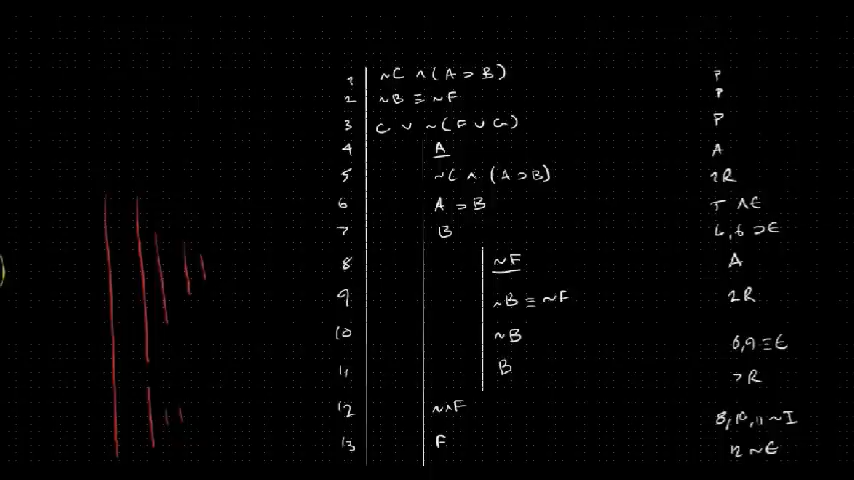 1 ~C ∧ (A ⊃ B) P
2 ~B ≡ ~F P
3 C ∨ ~(F ∨ G) P
4 A A
5 ~C ∧ (A ⊃ B) 1R
6 A ⊃ B 5 ∧E
7 B 4,6 ⊃E
8 ~F A
9 ~B ≡ ~F 2R
10 ~B 8,9 ≡E
11 B 7R
12 ~~F 8,10,11 ~I
13 F 12 ~E